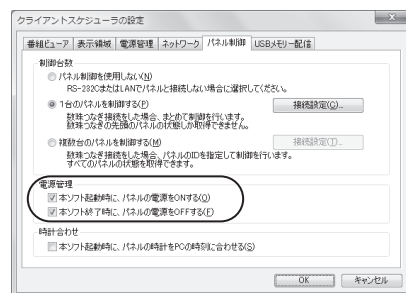 クライアントスケジューラの設定
番組ビューア 表示領域 電源管理 ネットワーク パネル制御 USBメモリー配信
制御台数
パネル制御を使用しない(N)
RS-232CまたはLANでパネルと接続しない場合に選択してください。
1台のパネルを制御する(P) 接続設定(C)...
数珠つなぎ接続をした場合、まとめて制御を行います。
数珠つなぎの先頭のパネルの状態しか取得できません。
複数台のパネルを制御する(M) 接続設定(T)...
数珠つなぎ接続をした場合、パネルのIDを指定して制御を行います。
すべてのパネルの状態を取得できます。
電源管理
本ソフト起動時に、パネルの電源をONする(O)
本ソフト終了時に、パネルの電源をOFFする(F)
時計合わせ
本ソフト起動時に、パネルの時計をPCの時刻に合わせる(S)
OK キャンセル